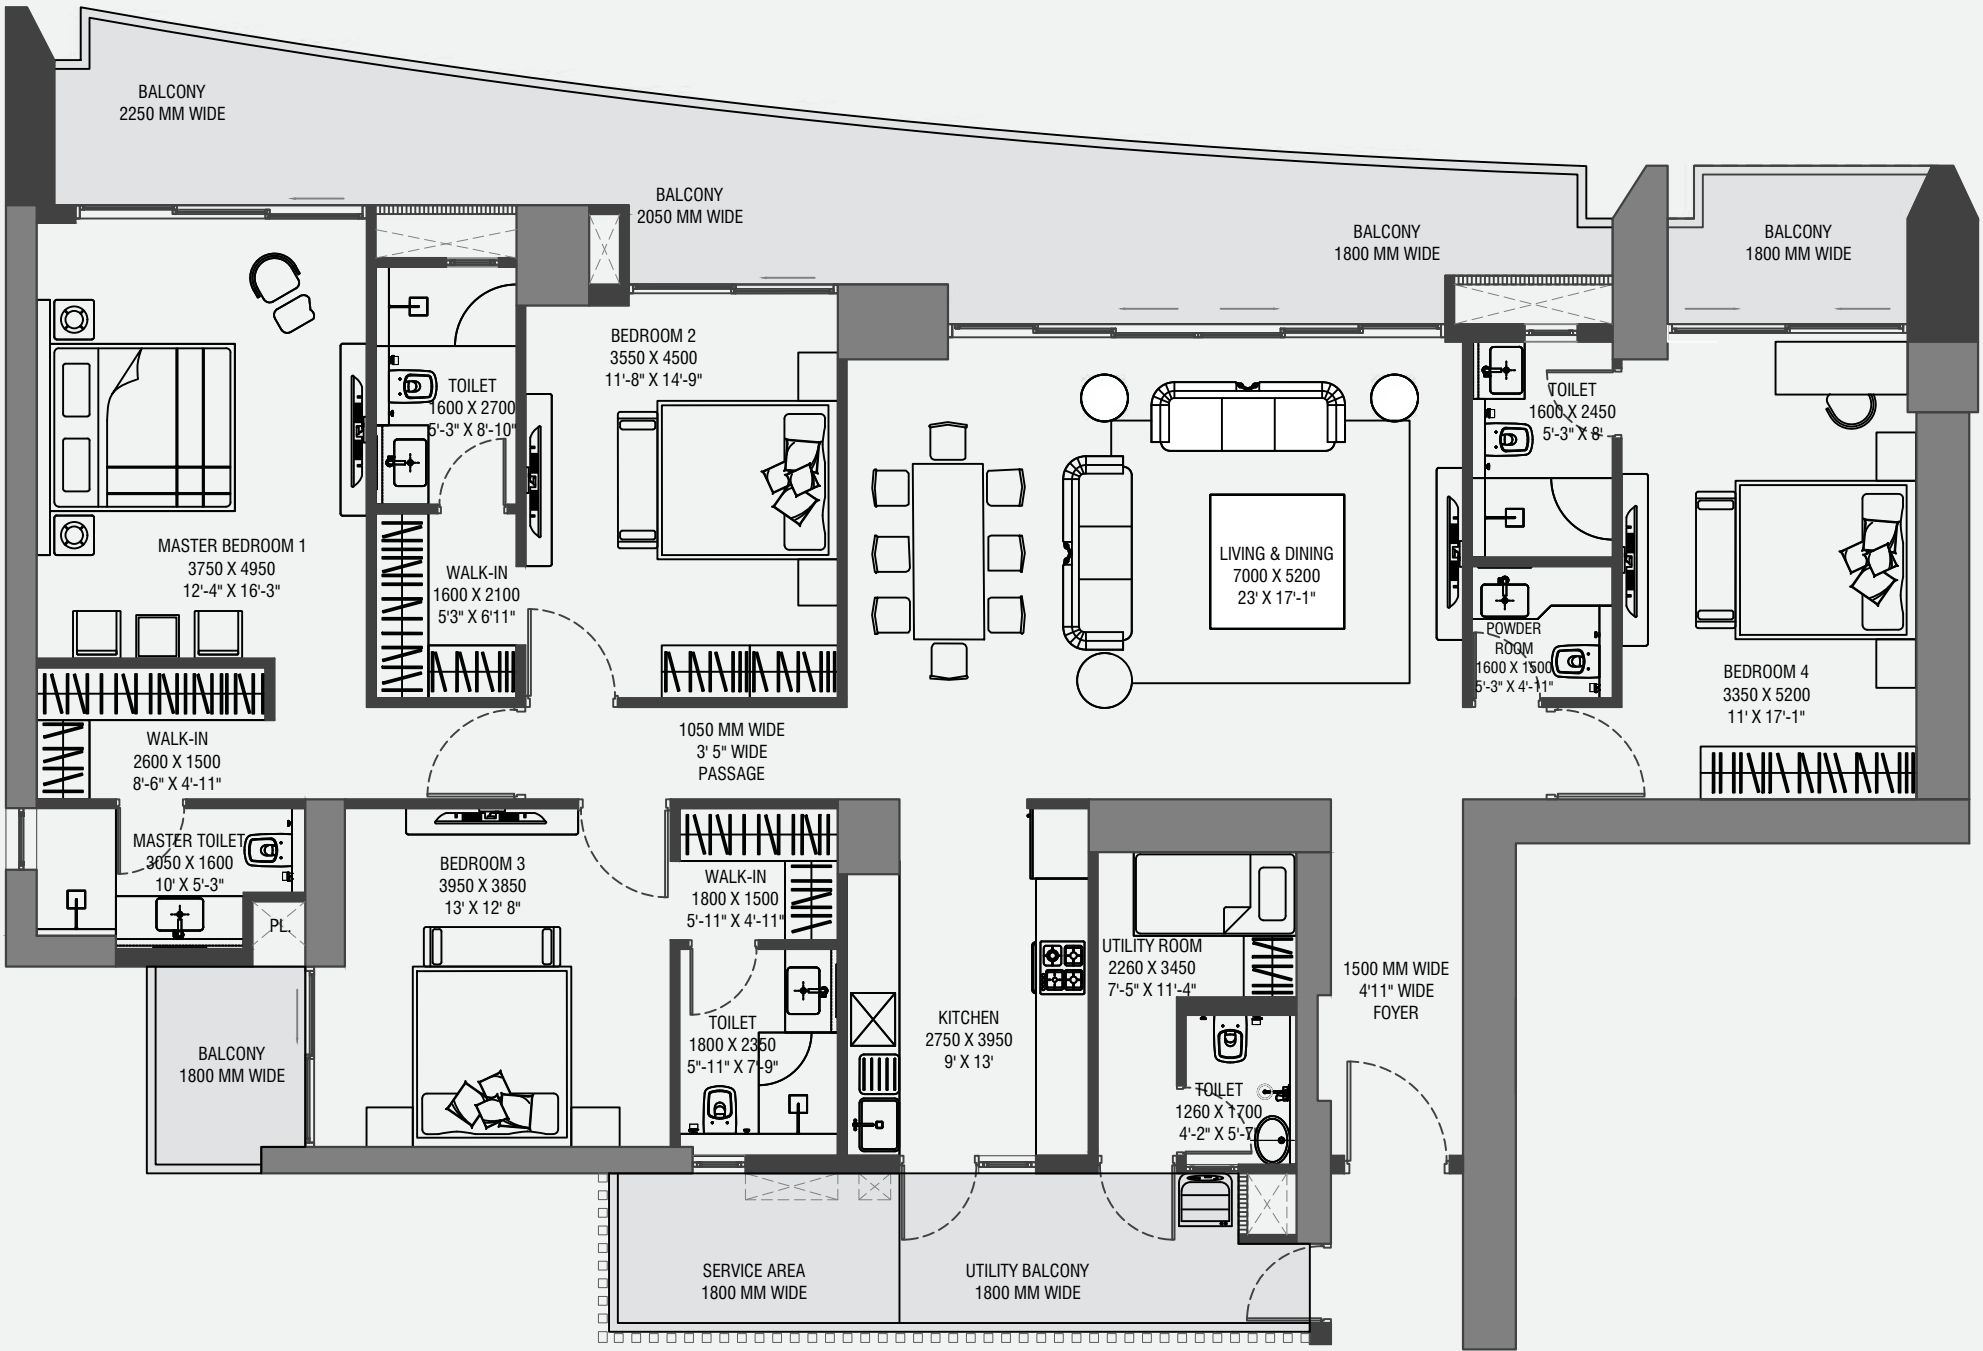 BALCONY
2250 MM WIDE
BALCONY
2050 MM WIDE
BALCONY
1800 MM WIDE
BALCONY
1800 MM WIDE
BEDROOM 2
3550 X 4500
11'-8" X 14'-9"
TOILET
1600 X 2700
5'-3" X 8'-10"
TOILET
1600 X 2450
5'-3" X 8'
MASTER BEDROOM 1
3750 X 4950
12'-4" X 16'-3"
WALK-IN
1600 X 2100
5'3" X 6'11"
LIVING & DINING
7000 X 5200
23' X 17'-1"
POWDER
ROOM
1600 X 1500
5'-3" X 4'-11"
BEDROOM 4
3350 X 5200
11' X 17'-1"
WALK-IN
2600 X 1500
8'-6" X 4'-11"
1050 MM WIDE
3' 5" WIDE
PASSAGE
MASTER TOILET
3050 X 1600
10' X 5'-3"
PL.
BEDROOM 3
3950 X 3850
13' X 12' 8"
WALK-IN
1800 X 1500
5'-11" X 4'-11"
UTILITY ROOM
2260 X 3450
7'-5" X 11'-4"
1500 MM WIDE
4'11" WIDE
FOYER
BALCONY
1800 MM WIDE
TOILET
1800 X 2350
5"-11" X 7'-9"
KITCHEN
2750 X 3950
9' X 13'
TOILET
1260 X 1700
4'-2" X 5'-7"
SERVICE AREA
1800 MM WIDE
UTILITY BALCONY
1800 MM WIDE